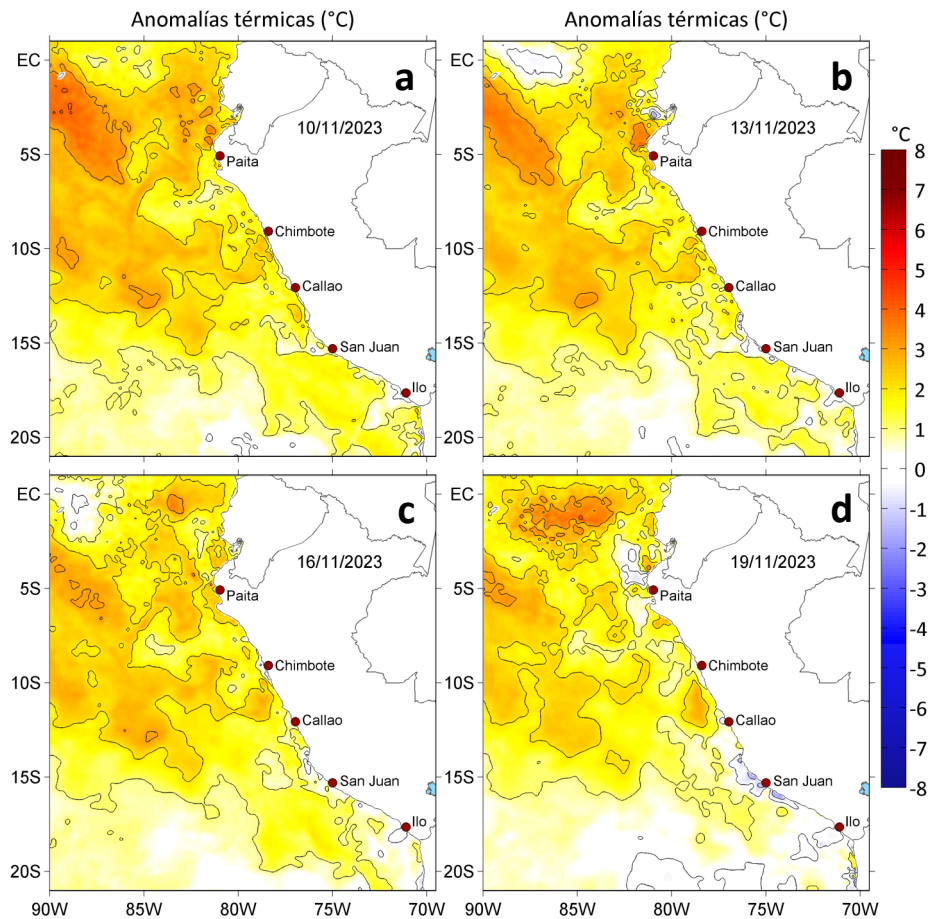 Anomalías térmicas (°C)
Anomalías térmicas (°C)
EC
5S
10S
15S
20S
a
10/11/2023
Paita
Chimbote
Callao
San Juan
Ilo
EC
5S
10S
15S
20S
b
13/11/2023
Paita
Chimbote
Callao
San Juan
Ilo
°C
8
7
6
5
4
3
2
1
0
-1
-2
-3
-4
-5
-6
-7
-8
EC
5S
10S
15S
20S
c
16/11/2023
Paita
Chimbote
Callao
San Juan
Ilo
90W
85W
80W
75W
70W
EC
5S
10S
15S
20S
d
19/11/2023
Paita
Chimbote
Callao
San Juan
Ilo
90W
85W
80W
75W
70W